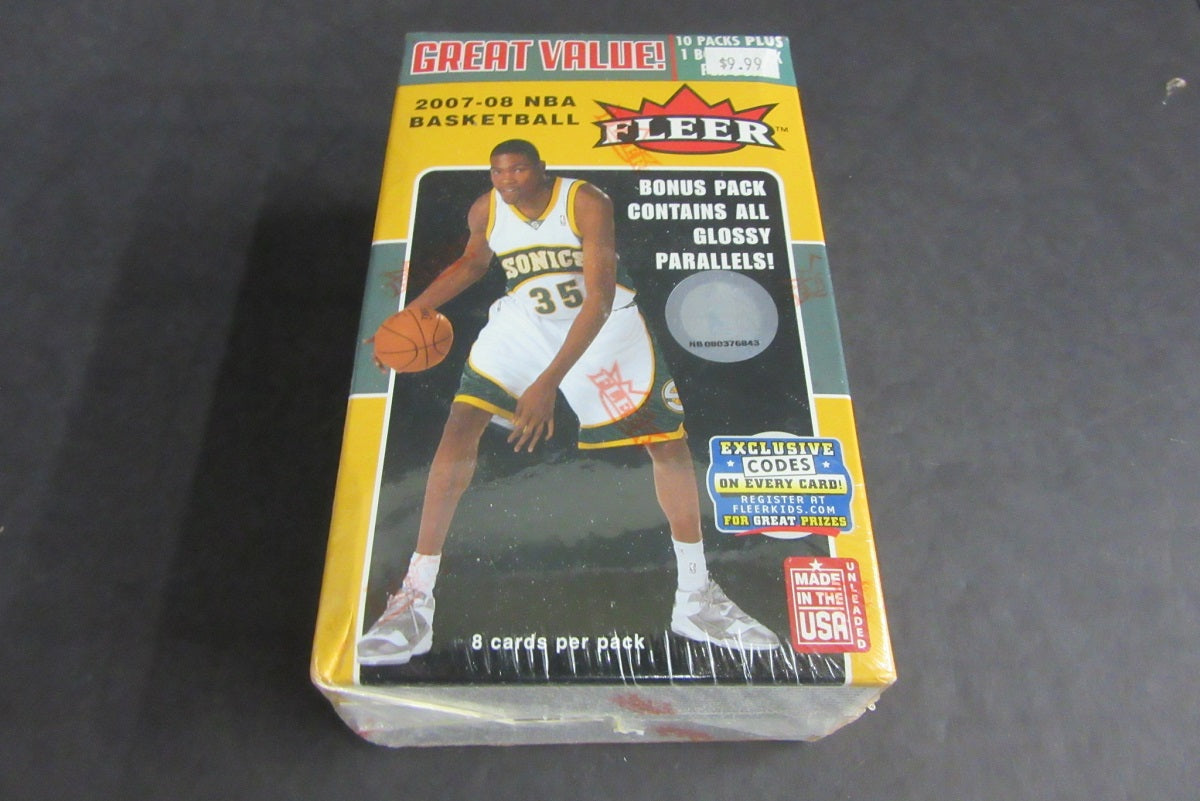 GREAT VALUE!
10 PACKS PLUS
1
$9.99
2007-08 NBA
BASKETBALL
FLEER™
BONUS PACK
CONTAINS ALL
GLOSSY
PARALLELS!
SONICS
35
NB080376843
FLEER
EXCLUSIVE
CODES
ON EVERY CARD!
REGISTER AT
FLEERKIDS.COM
FOR GREAT PRIZES
MADE
IN THE
USA
UNLEADED
8 cards per pack